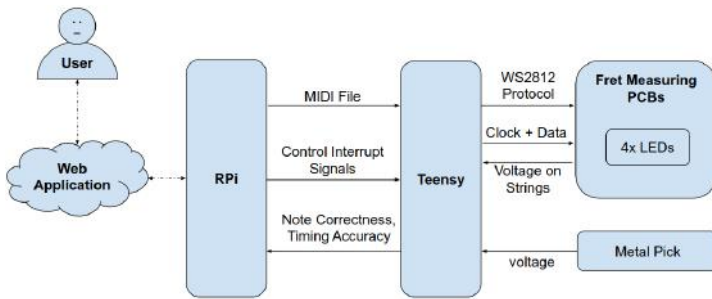 User
Web
Application
RPi
MIDI File
Control Interrupt
Signals
Note Correctness,
Timing Accuracy
Teensy
WS2812
Protocol
Clock + Data
Voltage on
Strings
voltage
Fret Measuring
PCBs
4x LEDs
Metal Pick